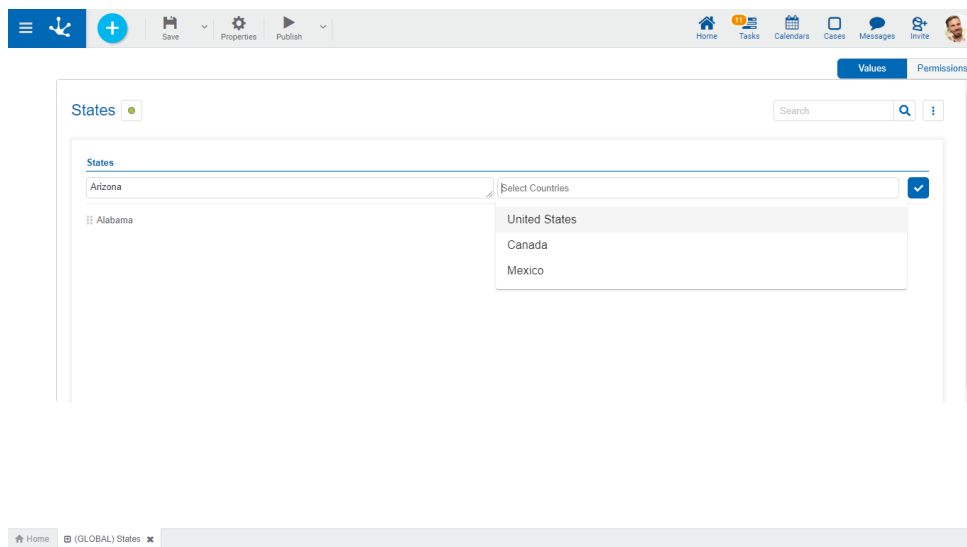 Save
Properties
Publish
Home
11
Tasks
Calendars
Cases
Messages
Invite
Values
Permissions
States
Search
States
Arizona
Select Countries
Alabama
United States
Canada
Mexico
Home
(GLOBAL) States